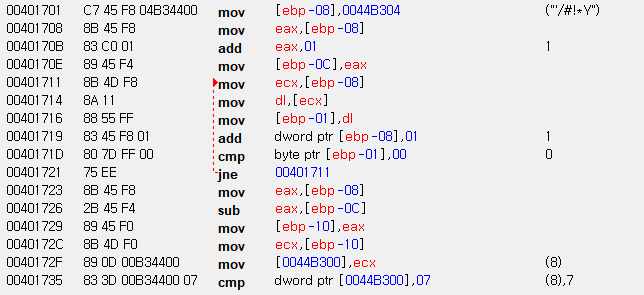 00401701 C7 45 F8 04B34400 mov [ebp-08],0044B304 ("'/#!*Y")
00401708 8B 45 F8 mov eax,[ebp-08]
0040170B 83 C0 01 add eax,01 1
0040170E 89 45 F4 mov [ebp-0C],eax
00401711 8B 4D F8 mov ecx,[ebp-08]
00401714 8A 11 mov dl,[ecx]
00401716 88 55 FF mov [ebp-01],dl
00401719 83 45 F8 01 add dword ptr [ebp-08],01 1
0040171D 80 7D FF 00 cmp byte ptr [ebp-01],00 0
00401721 75 EE jne 00401711
00401723 8B 45 F8 mov eax,[ebp-08]
00401726 2B 45 F4 sub eax,[ebp-0C]
00401729 89 45 F0 mov [ebp-10],eax
0040172C 8B 4D F0 mov ecx,[ebp-10]
0040172F 89 0D 00B34400 mov [0044B300],ecx (8)
00401735 83 3D 00B34400 07 cmp dword ptr [0044B300],07 (8),7